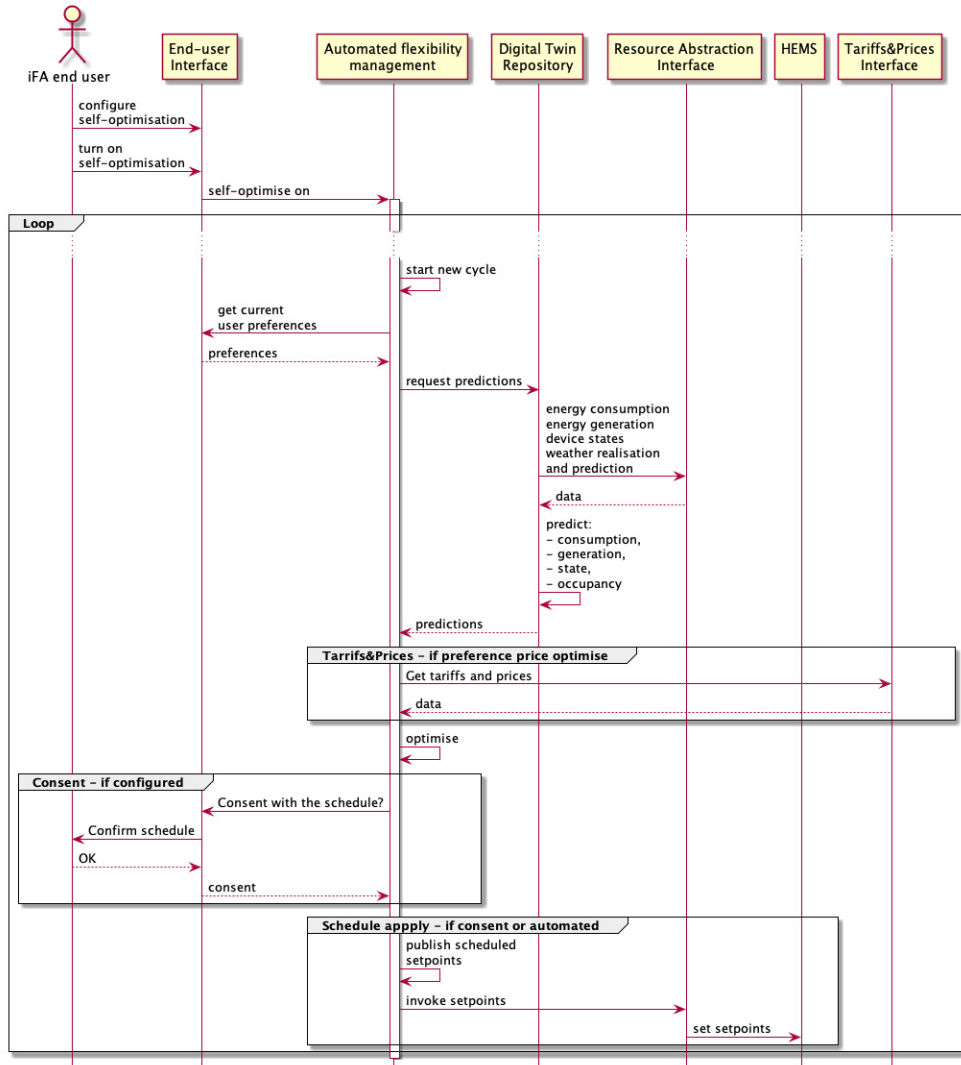 iFA end user
End-user
Interface
Automated flexibility
management
Digital Twin
Repository
Resource Abstraction
Interface
HEMS
Tariffs&Prices
Interface
configure
self-optimisation
turn on
self-optimisation
self-optimise on
Loop
start new cycle
get current
user preferences
preferences
request predictions
energy consumption
energy generation
device states
weather realisation
and prediction
data
predict:
- consumption,
- generation,
- state,
- occupancy
predictions
Tarrifs&Prices - if preference price optimise
Get tariffs and prices
data
optimise
Consent - if configured
Consent with the schedule?
Confirm schedule
OK
consent
Schedule appply - if consent or automated
publish scheduled
setpoints
invoke setpoints
set setpoints